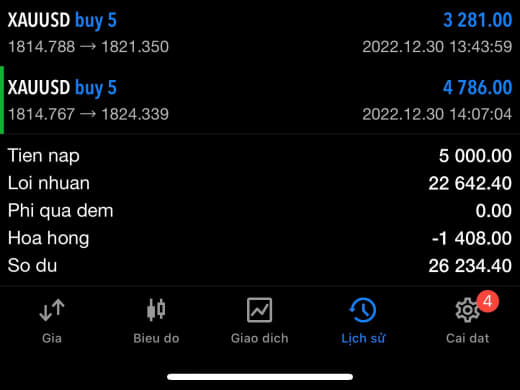 XAUUSD buy 5 3 281.00
1814.788 → 1821.350 2022.12.30 13:43:59
XAUUSD buy 5 4 786.00
1814.767 → 1824.339 2022.12.30 14:07:04
Tien nap 5 000.00
Loi nhuan 22 642.40
Phi qua dem 0.00
Hoa hong -1 408.00
So du 26 234.40
4
Gia Bieu do Giao dich Lịch sử Cai dat